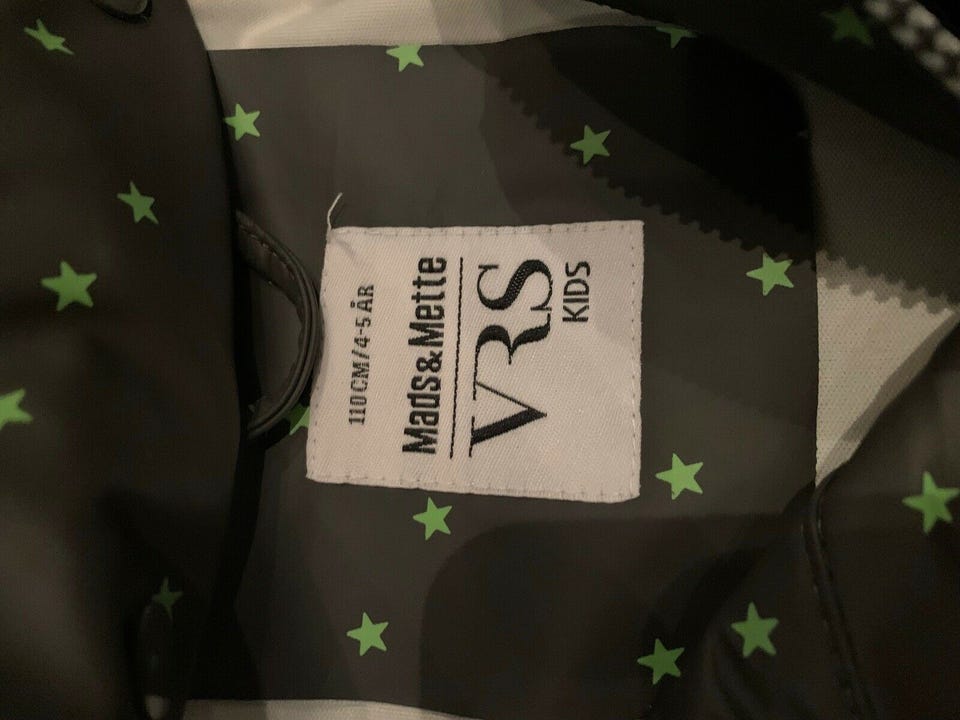 110 CM/4-5 ÅR
Mads&Mette
VRS
KIDS